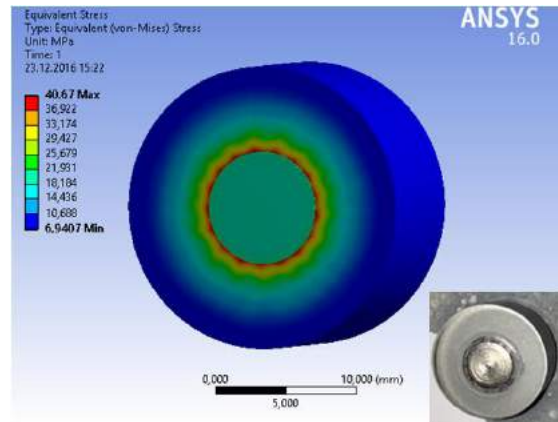 Equivalent Stress
Type: Equivalent (von-Mises) Stress
Unit: MPa
Time: 1
23.12.2016 15:22
ANSYS
16.0
40.67 Max
36,922
33,174
29,427
25,679
21,931
18,184
14,436
10,688
6.9407 Min
0,000
10,000 (mm)
5,000